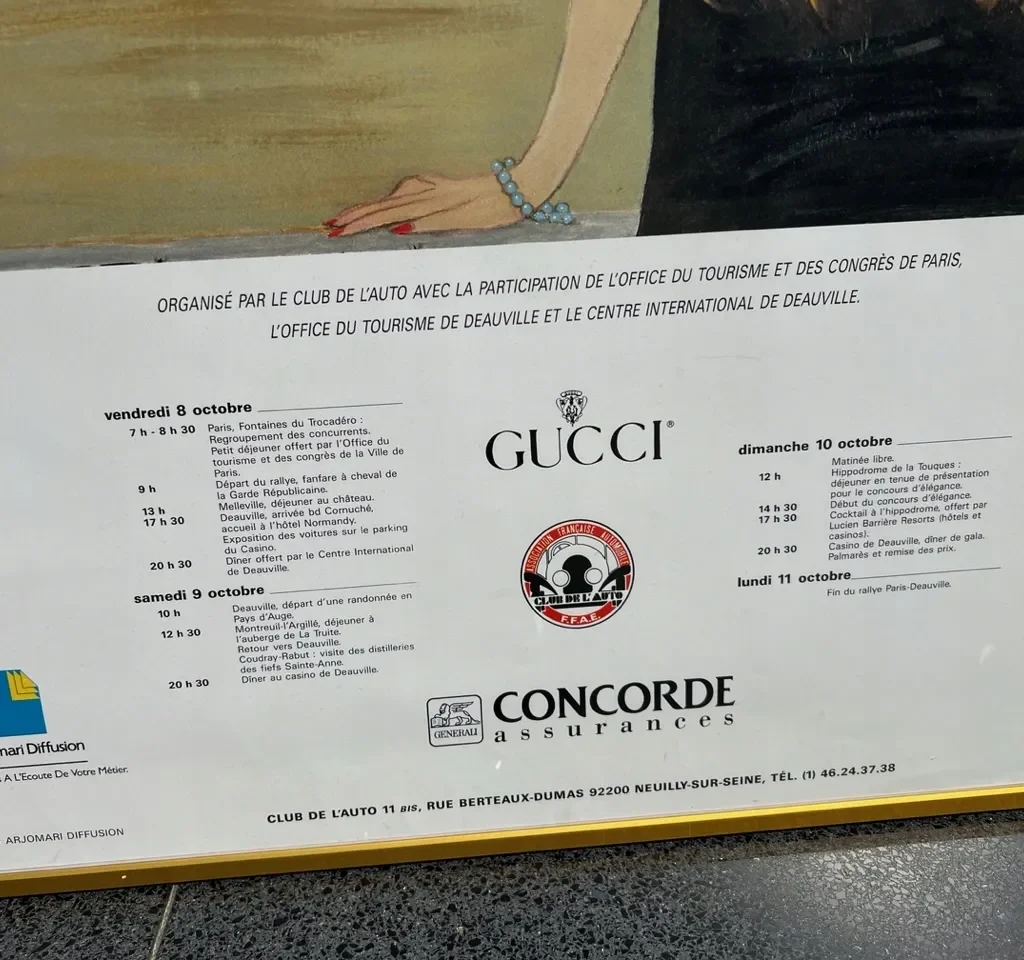 ORGANISÉ PAR LE CLUB DE L'AUTO AVEC LA PARTICIPATION DE L'OFFICE DU TOURISME ET DES CONGRÈS DE PARIS,
L'OFFICE DU TOURISME DE DEAUVILLE ET LE CENTRE INTERNATIONAL DE DEAUVILLE.
vendredi 8 octobre
7 h - 8 h 30 Paris, Fontaines du Trocadéro :
Regroupement des concurrents.
Petit déjeuner offert par l'Office du
tourisme et des congrès de la Ville de
Paris.
9 h Départ du rallye, fanfare à cheval de
la Garde Républicaine.
13 h Melleville, déjeuner au château.
17 h 30 Deauville, arrivée bd Cornuché,
accueil à l'hôtel Normandy.
Exposition des voitures sur le parking
du Casino.
20 h 30 Dîner offert par le Centre International
de Deauville.
samedi 9 octobre
10 h Deauville, départ d'une randonnée en
Pays d'Auge.
12 h 30 Montreuil-l'Argillé, déjeuner à
l'auberge de La Truite.
Retour vers Deauville.
Coudray-Rabut : visite des distilleries
des fiefs Sainte-Anne.
20 h 30 Dîner au casino de Deauville.
GUCCI®
ASSOCIATION FRANÇAISE AUTOMOBILE
CLUB DE L'AUTO
F.F.A.E.
dimanche 10 octobre
Matinée libre.
12 h Hippodrome de la Touques :
déjeuner en tenue de présentation
pour le concours d'élégance.
14 h 30 Début du concours d'élégance.
17 h 30 Cocktail à l'hippodrome, offert par
Lucien Barrière Resorts (hôtels et
casinos).
20 h 30 Casino de Deauville, dîner de gala.
Palmarès et remise des prix.
lundi 11 octobre
Fin du rallye Paris-Deauville.
GENERALI
CONCORDE
assurances
mari Diffusion
A L'Ecoute De Votre Métier.
CLUB DE L'AUTO 11 BIS, RUE BERTEAUX-DUMAS 92200 NEUILLY-SUR-SEINE, TÉL. (1) 46.24.37.38
ARJOMARI DIFFUSION